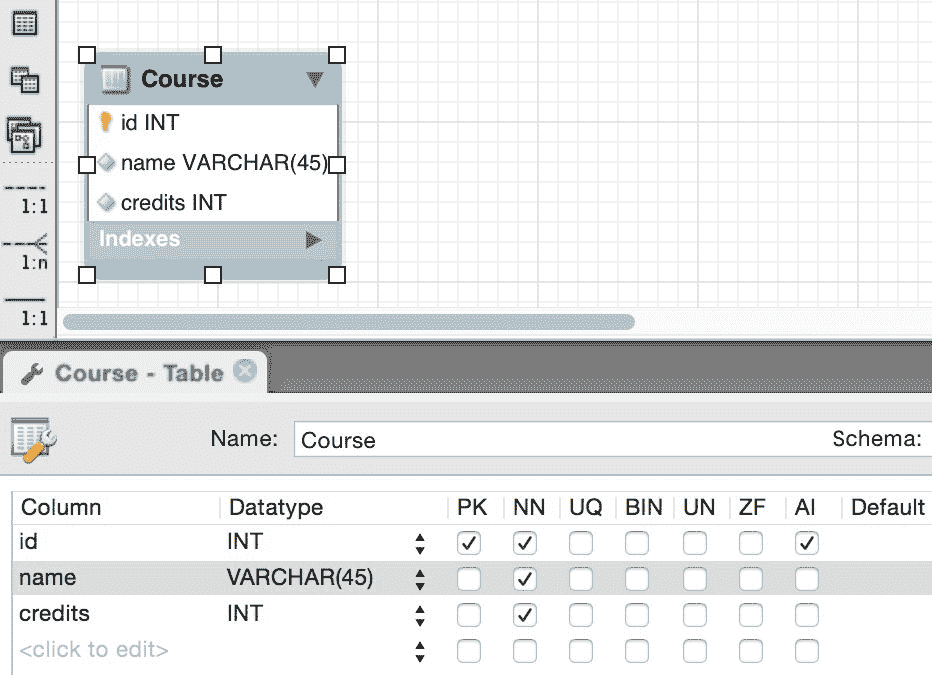 Course
id INT
name VARCHAR(45)
credits INT
Indexes
1:1
1:n
1:1
Course - Table
Name: Course Schema:
Column Datatype PK NN UQ BIN UN ZF AI Default
id INT
name VARCHAR(45)
credits INT
<click to edit>